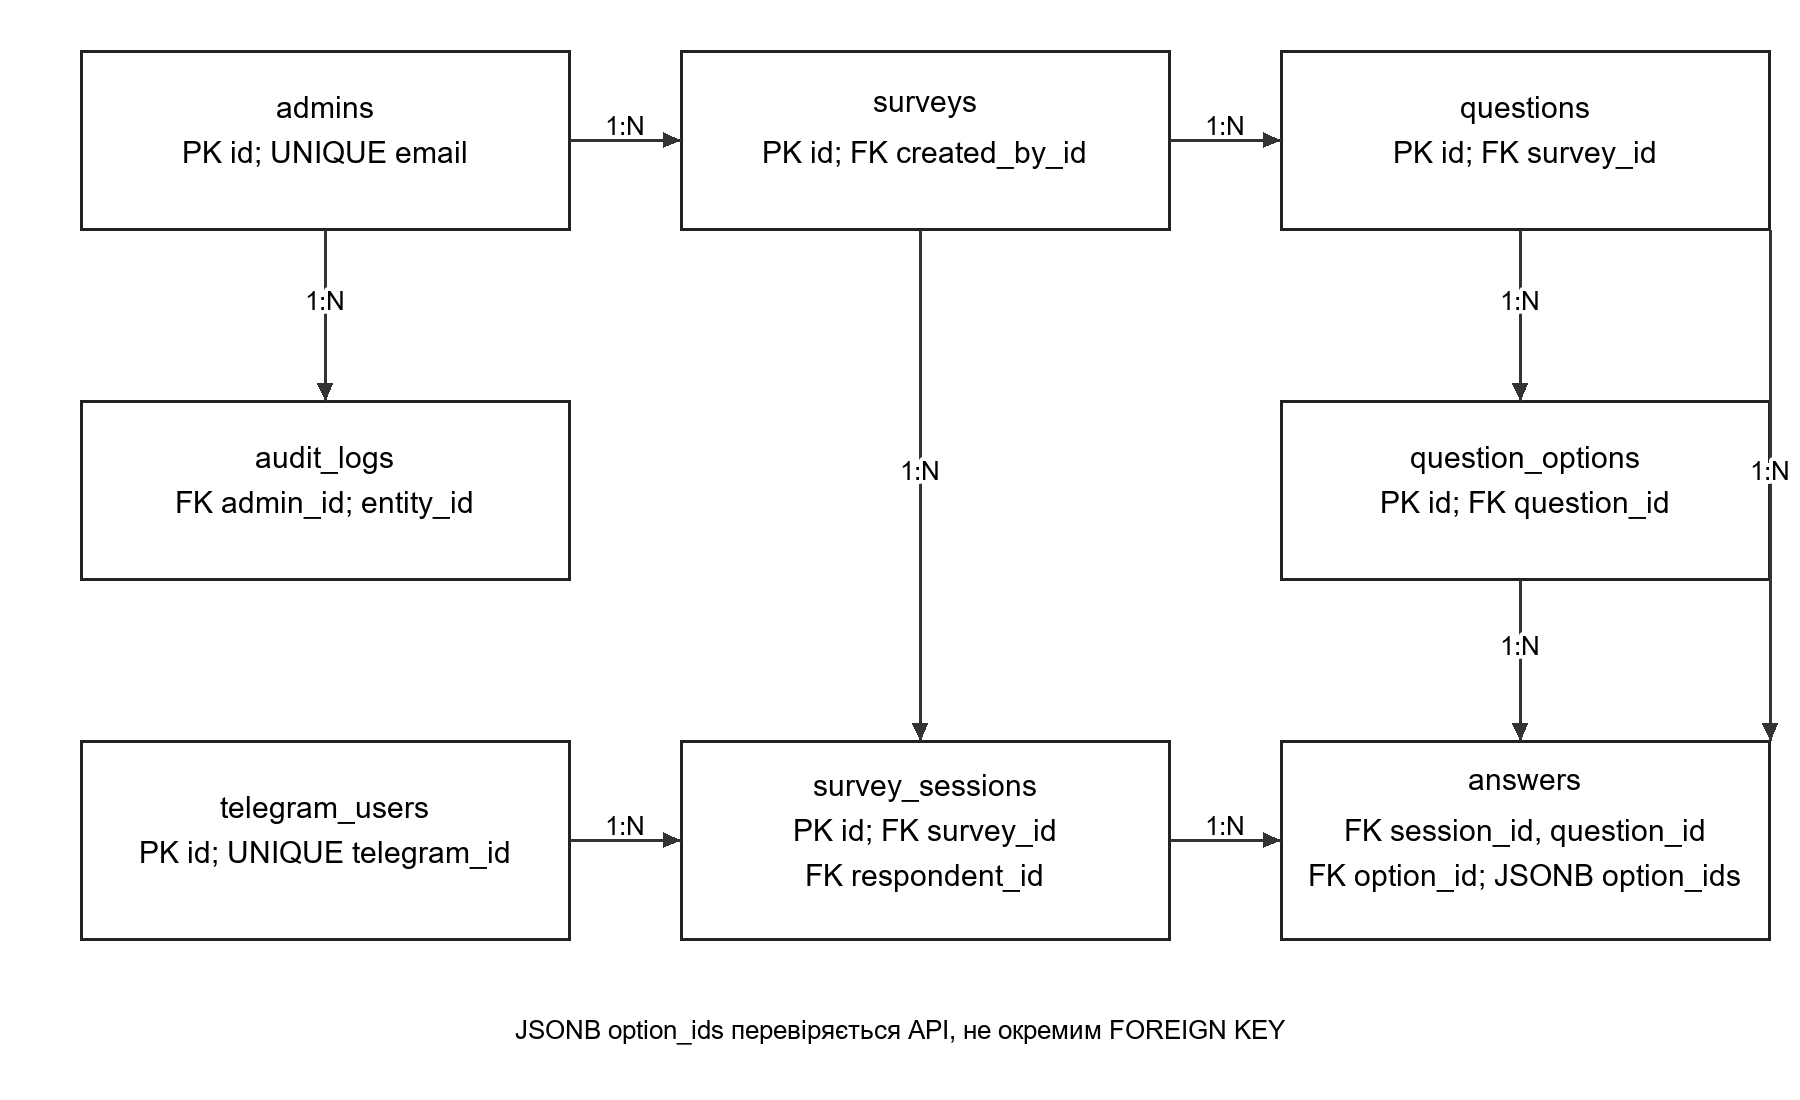 admins
PK id; UNIQUE email
1:N
surveys
PK id; FK created_by_id
1:N
questions
PK id; FK survey_id
1:N
1:N
1:N
1:N
audit_logs
FK admin_id; entity_id
question_options
PK id; FK question_id
1:N
telegram_users
PK id; UNIQUE telegram_id
1:N
survey_sessions
PK id; FK survey_id
FK respondent_id
1:N
answers
FK session_id, question_id
FK option_id; JSONB option_ids
JSONB option_ids перевіряється API, не окремим FOREIGN KEY